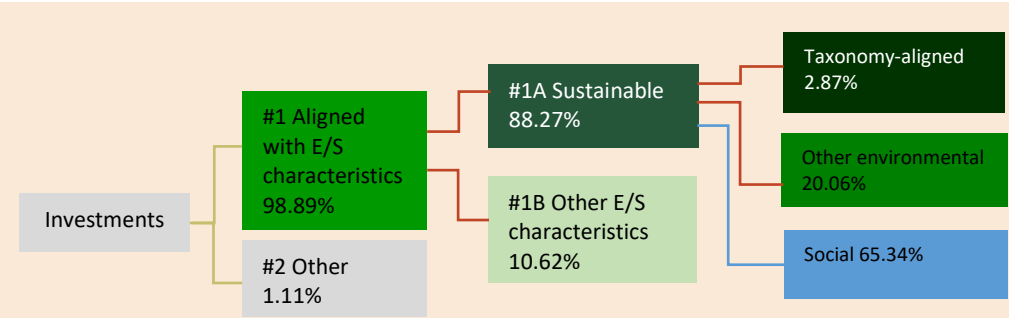 Investments
#1 Aligned
with E/S
characteristics
98.89%
#2 Other
1.11%
#1A Sustainable
88.27%
#1B Other E/S
characteristics
10.62%
Taxonomy-aligned
2.87%
Other environmental
20.06%
Social 65.34%